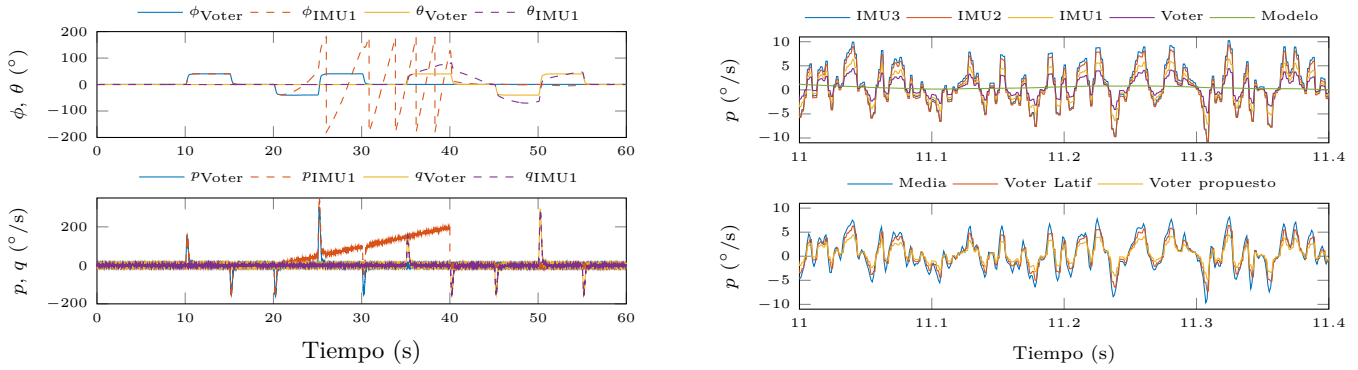 ϕVoter ϕIMU1 θVoter θIMU1
200
100
0
−100
−200
ϕ, θ (°)
0 10 20 30 40 50 60
pVoter pIMU1 qVoter qIMU1
200
0
−200
p, q (°/s)
0 10 20 30 40 50 60
Tiempo (s)
IMU3 IMU2 IMU1 Voter Modelo
10
5
0
−5
−10
p (°/s)
11 11.1 11.2 11.3 11.4
Media Voter Latif Voter propuesto
10
5
0
−5
−10
p (°/s)
11 11.1 11.2 11.3 11.4
Tiempo (s)